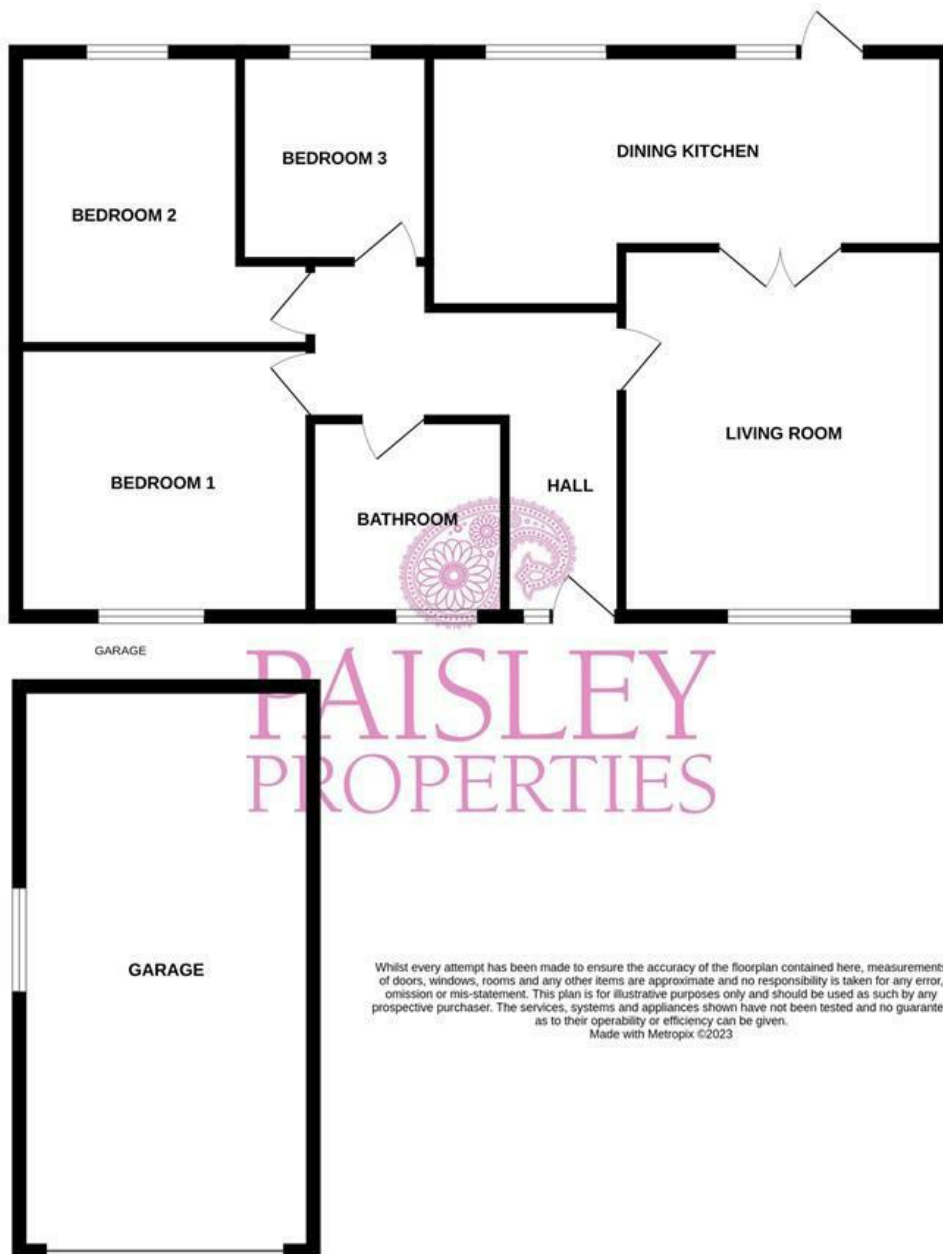 BEDROOM 3
DINING KITCHEN
BEDROOM 2
LIVING ROOM
BEDROOM 1
HALL
BATHROOM
GARAGE
PAISLEY
PROPERTIES
GARAGE
Whilst every attempt has been made to ensure the accuracy of the floorplan contained here, measurements
of doors, windows, rooms and any other items are approximate and no responsibility is taken for any error,
omission or mis-statement. This plan is for illustrative purposes only and should be used as such by any
prospective purchaser. The services, systems and appliances shown have not been tested and no guarante
as to their operability or efficiency can be given.
Made with Metropix ©2023